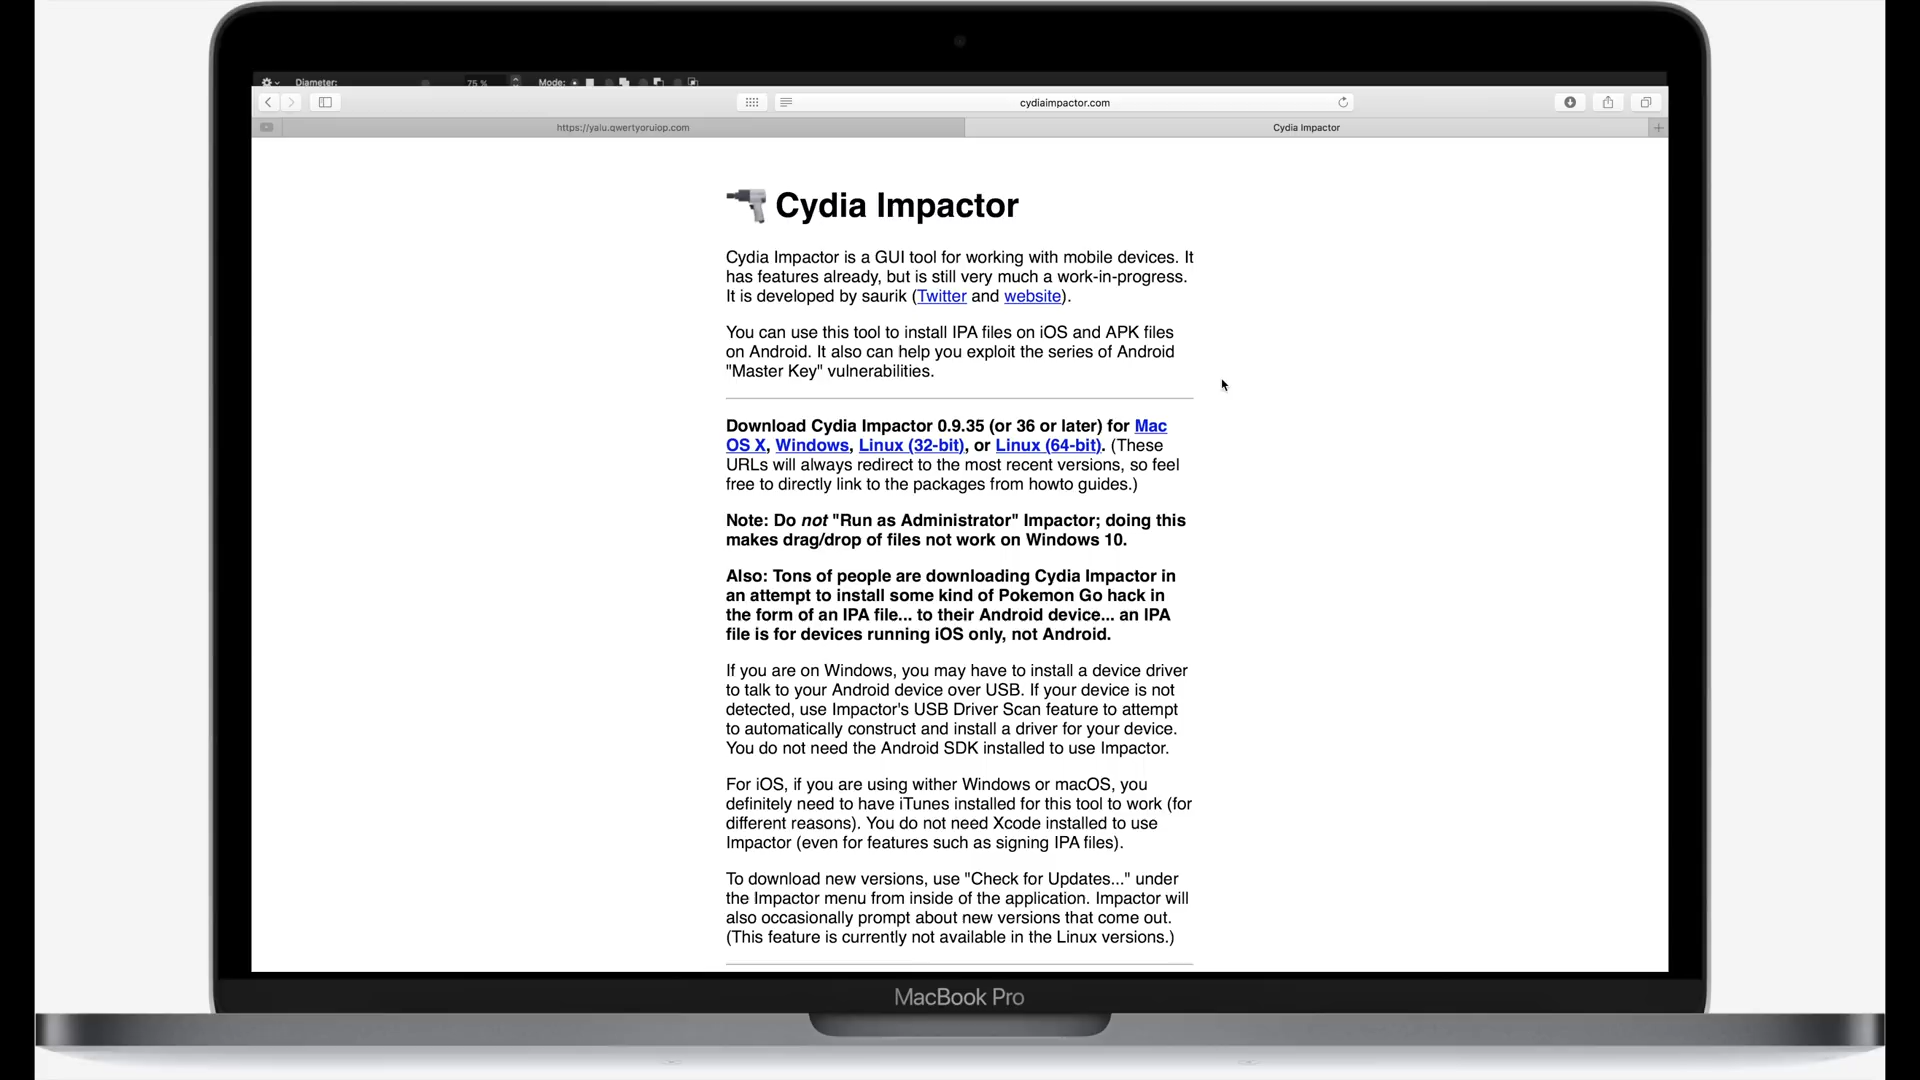 Diameter:
75 %
Mode:
cydiaimpactor.com
https://yalu.qwertyoruiop.com
Cydia Impactor
Cydia Impactor
Cydia Impactor is a GUI tool for working with mobile devices. It
has features already, but is still very much a work-in-progress.
It is developed by saurik (Twitter and website).
You can use this tool to install IPA files on iOS and APK files
on Android. It also can help you exploit the series of Android
"Master Key" vulnerabilities.
Download Cydia Impactor 0.9.35 (or 36 or later) for Mac
OS X, Windows, Linux (32-bit), or Linux (64-bit). (These
URLs will always redirect to the most recent versions, so feel
free to directly link to the packages from howto guides.)
Note: Do not "Run as Administrator" Impactor; doing this
makes drag/drop of files not work on Windows 10.
Also: Tons of people are downloading Cydia Impactor in
an attempt to install some kind of Pokemon Go hack in
the form of an IPA file... to their Android device... an IPA
file is for devices running iOS only, not Android.
If you are on Windows, you may have to install a device driver
to talk to your Android device over USB. If your device is not
detected, use Impactor's USB Driver Scan feature to attempt
to automatically construct and install a driver for your device.
You do not need the Android SDK installed to use Impactor.
For iOS, if you are using wither Windows or macOS, you
definitely need to have iTunes installed for this tool to work (for
different reasons). You do not need Xcode installed to use
Impactor (even for features such as signing IPA files).
To download new versions, use "Check for Updates..." under
the Impactor menu from inside of the application. Impactor will
also occasionally prompt about new versions that come out.
(This feature is currently not available in the Linux versions.)
MacBook Pro